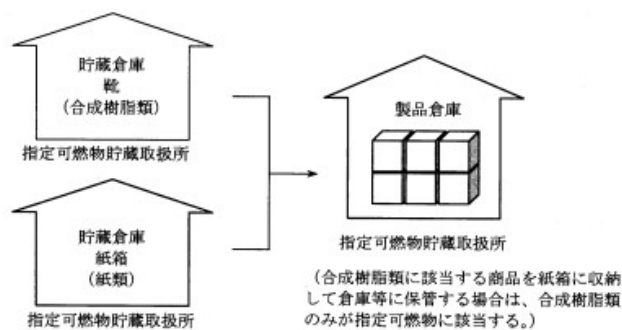 貯蔵倉庫
靴
(合成樹脂類)
指定可燃物貯蔵取扱所
貯蔵倉庫
紙箱
(紙類)
指定可燃物貯蔵取扱所
製品倉庫
指定可燃物貯蔵取扱所
(合成樹脂類に該当する商品を紙箱に収納
して倉庫等に保管する場合は、合成樹脂類
のみが指定可燃物に該当する。)